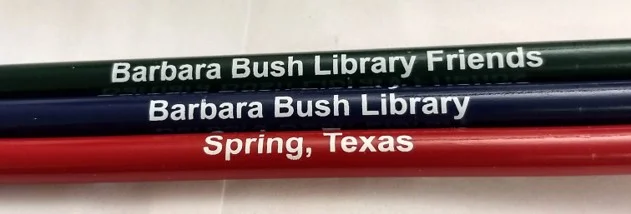 Barbara Bush Library Friends
Barbara Bush Library
Spring, Texas